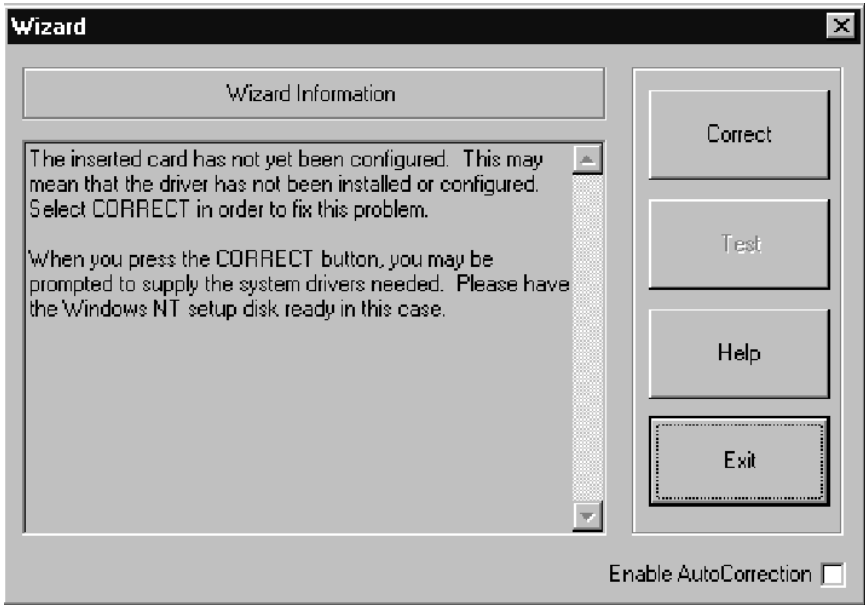 Wizard
Wizard Information
The inserted card has not yet been configured.  This may
mean that the driver has not been installed or configured.
Select CORRECT in order to fix this problem.
When you press the CORRECT button, you may be
prompted to supply the system drivers needed.  Please have
the Windows NT setup disk ready in this case.
Correct
Test
Help
Exit
Enable AutoCorrection